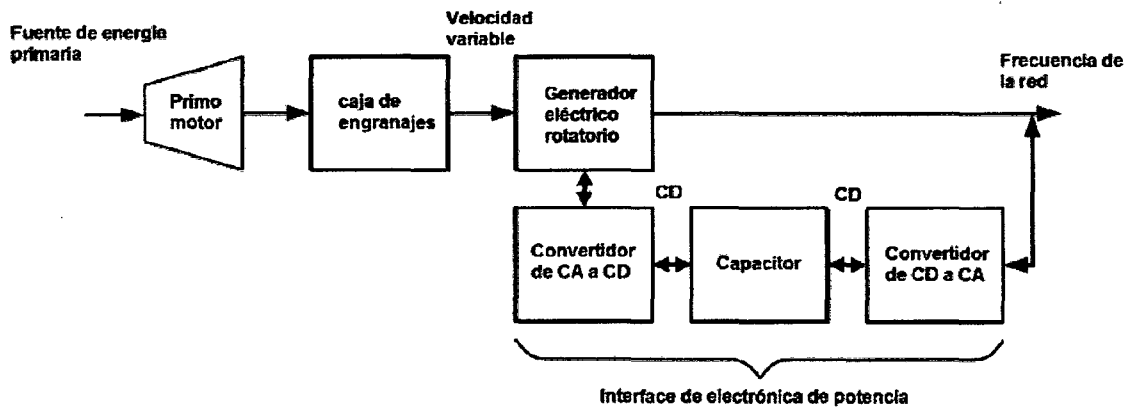 Fuente de energia
primaria
Velocidad
variable
Frecuencia de
la red
Primo
motor
caja de
engranajes
Generador
eléctrico
rotatorio
CD
CD
Convertidor
de CA a CD
Capacitor
Convertidor
de CD a CA
Interface de electrónica de potencia